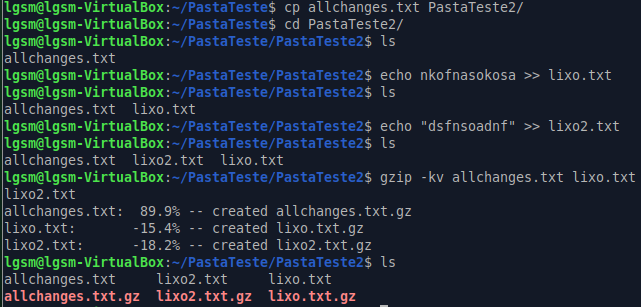 lgsm@lgsm-VirtualBox:~/PastaTeste$ cp allchanges.txt PastaTeste2/
lgsm@lgsm-VirtualBox:~/PastaTeste$ cd PastaTeste2/
lgsm@lgsm-VirtualBox:~/PastaTeste/PastaTeste2$ ls
allchanges.txt
lgsm@lgsm-VirtualBox:~/PastaTeste/PastaTeste2$ echo nkofnasokosa >> lixo.txt
lgsm@lgsm-VirtualBox:~/PastaTeste/PastaTeste2$ ls
allchanges.txt  lixo.txt
lgsm@lgsm-VirtualBox:~/PastaTeste/PastaTeste2$ echo "dsfnsoadnf" >> lixo2.txt
lgsm@lgsm-VirtualBox:~/PastaTeste/PastaTeste2$ ls
allchanges.txt  lixo2.txt  lixo.txt
lgsm@lgsm-VirtualBox:~/PastaTeste/PastaTeste2$ gzip -kv allchanges.txt lixo.txt
lixo2.txt
allchanges.txt:  89.9% -- created allchanges.txt.gz
lixo.txt:       -15.4% -- created lixo.txt.gz
lixo2.txt:      -18.2% -- created lixo2.txt.gz
lgsm@lgsm-VirtualBox:~/PastaTeste/PastaTeste2$ ls
allchanges.txt     lixo2.txt     lixo.txt
allchanges.txt.gz  lixo2.txt.gz  lixo.txt.gz